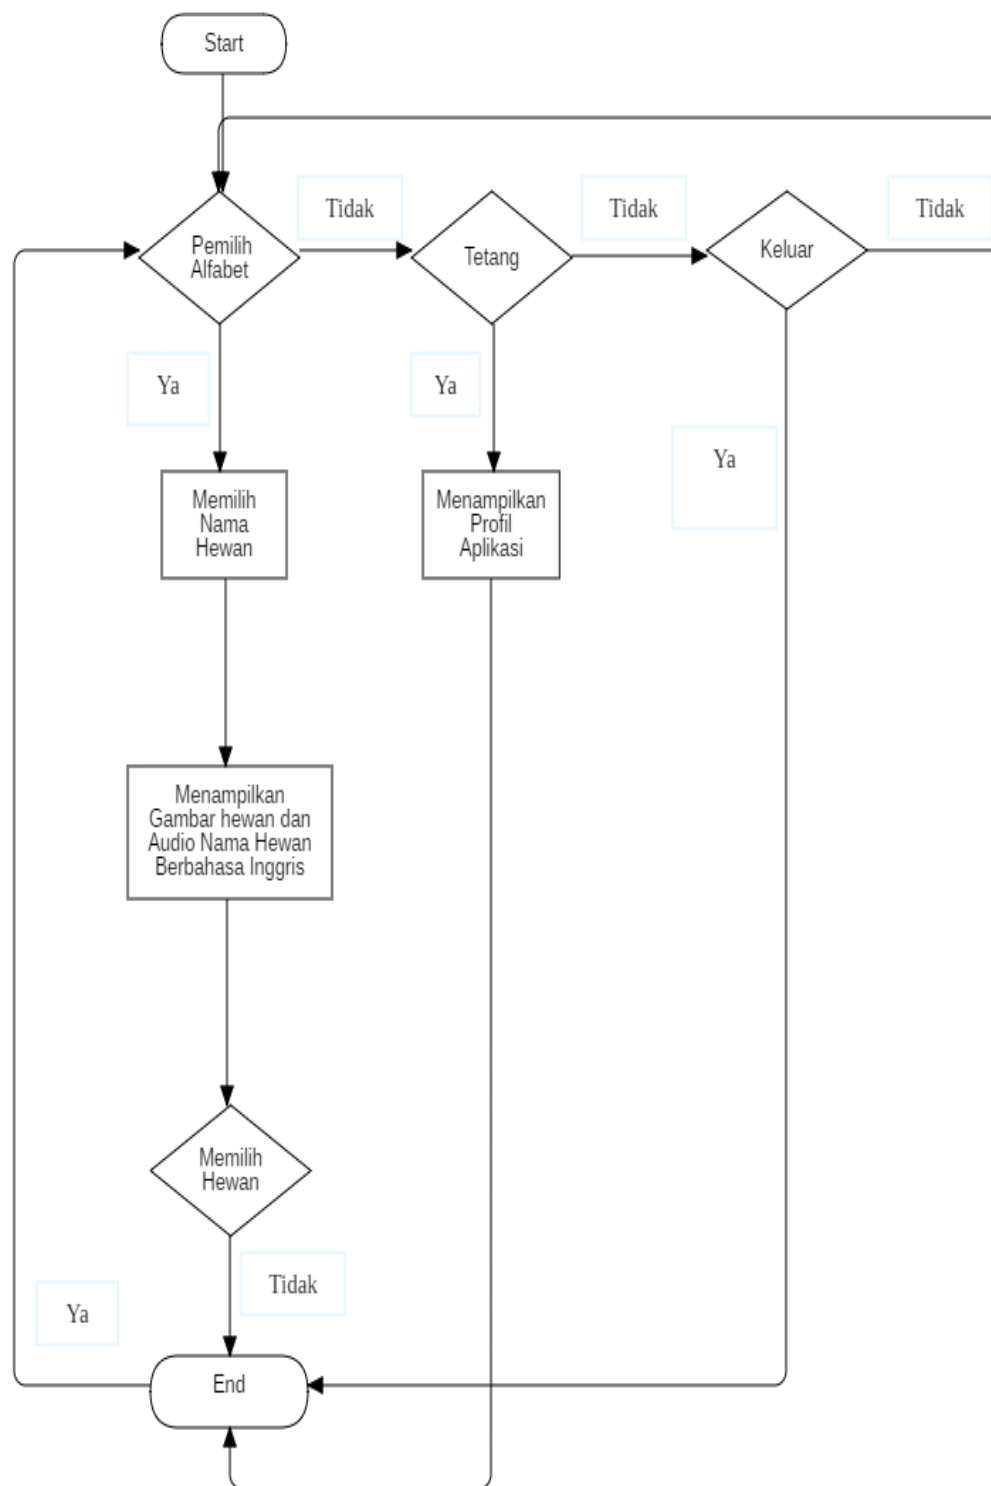 Start
Tidak
Tidak
Tidak
Pemilih
Alfabet
Tetang
Keluar
Ya
Ya
Ya
Memilih
Nama
Hewan
Menampilkan
Profil
Aplikasi
Menampilkan
Gambar hewan dan
Audio Nama Hewan
Berbahasa Inggris
Memilih
Hewan
Tidak
Ya
End